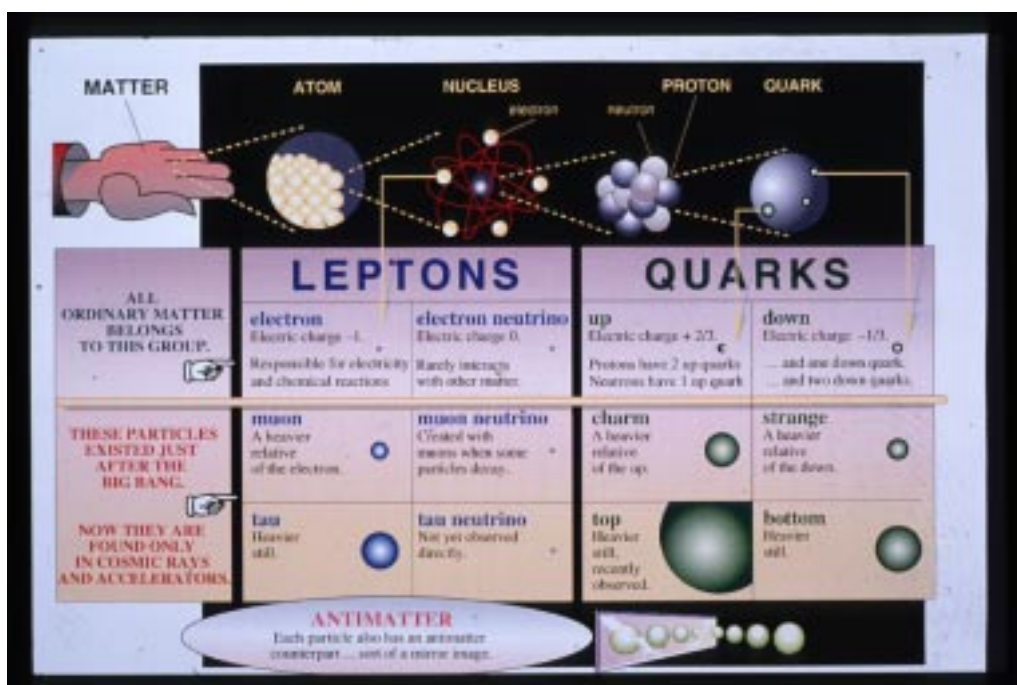 MATTER
ATOM
NUCLEUS
PROTON
QUARK
electron
neutron
ALL
ORDINARY MATTER
BELONGS
TO THIS GROUP.
LEPTONS
electron
Electric charge -1.
Responsible for electricity
and chemical reactions
electron neutrino
Electric charge 0.
Rarely interacts
with other matter.
QUARKS
up
Electric charge + 2/3.
Protons have 2 up quarks
Neutrons have 1 up quark
down
Electric charge -1/3.
... and one down quark.
... and two down quarks.
THESE PARTICLES
EXISTED JUST
AFTER THE
BIG BANG.
muon
A heavier
relative
of the electron.
muon neutrino
Created with
muons when some
particles decay.
charm
A heavier
relative
of the up.
strange
A heavier
relative
of the down.
NOW THEY ARE
FOUND ONLY
IN COSMIC RAYS
AND ACCELERATORS.
tau
Heavier
still.
tau neutrino
Not yet observed
directly.
top
Heavier
still,
recently
observed.
bottom
Heavier
still.
ANTIMATTER
Each particle also has an antimatter
counterpart ... sort of a mirror image.